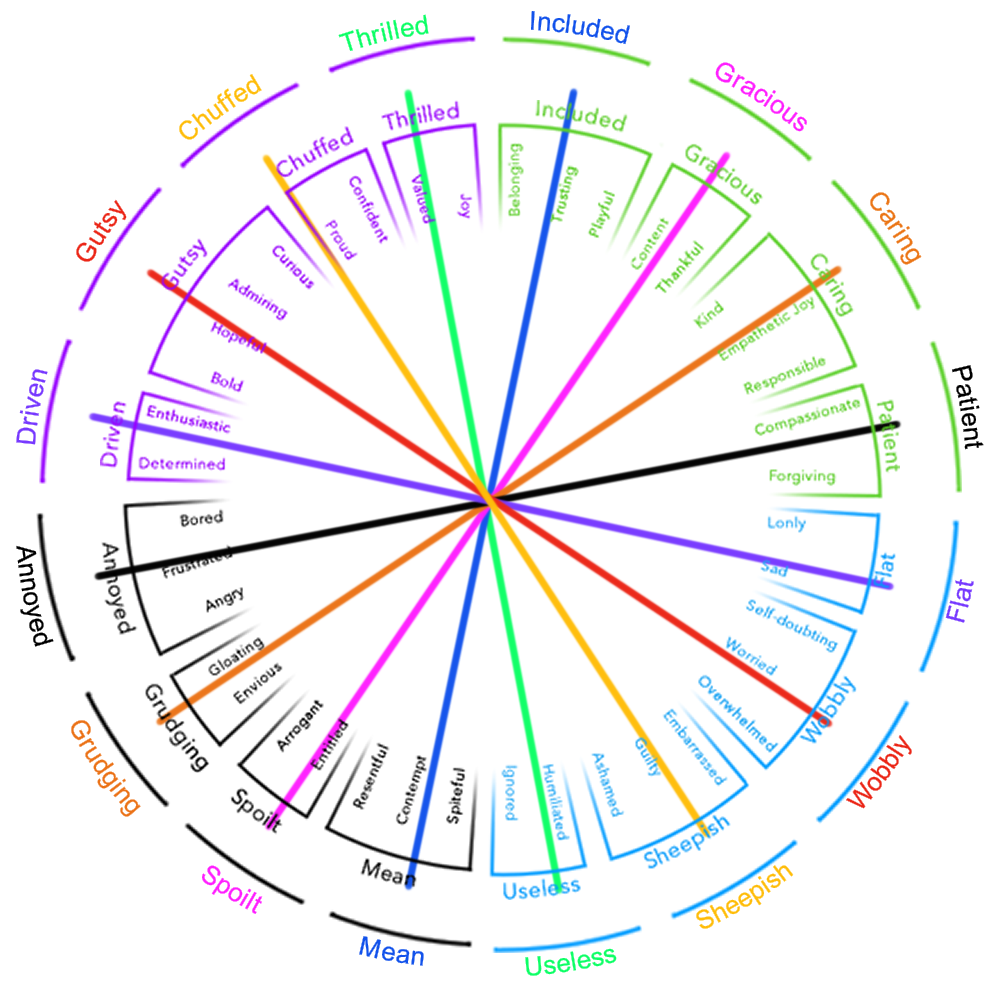 Included
Gracious
Caring
Patient
Flat
Wobbly
Sheepish
Useless
Mean
Spoilt
Grudging
Annoyed
Driven
Gutsy
Chuffed
Thrilled
Included
Belonging
Trusting
Playful
Gracious
Content
Thankful
Caring
Kind
Empathetic Joy
Responsible
Patient
Compassionate
Forgiving
Flat
Lonly
Sad
Wobbly
Self-doubting
Worried
Overwhelmed
Sheepish
Embarrassed
Guilty
Ashamed
Useless
Humiliated
Ignored
Mean
Spiteful
Contempt
Resentful
Spoilt
Entitled
Arrogant
Grudging
Envious
Gloating
Annoyed
Angry
Frustrated
Bored
Driven
Determined
Enthusiastic
Gutsy
Bold
Hopeful
Admiring
Curious
Chuffed
Proud
Confident
Thrilled
Valued
Joy